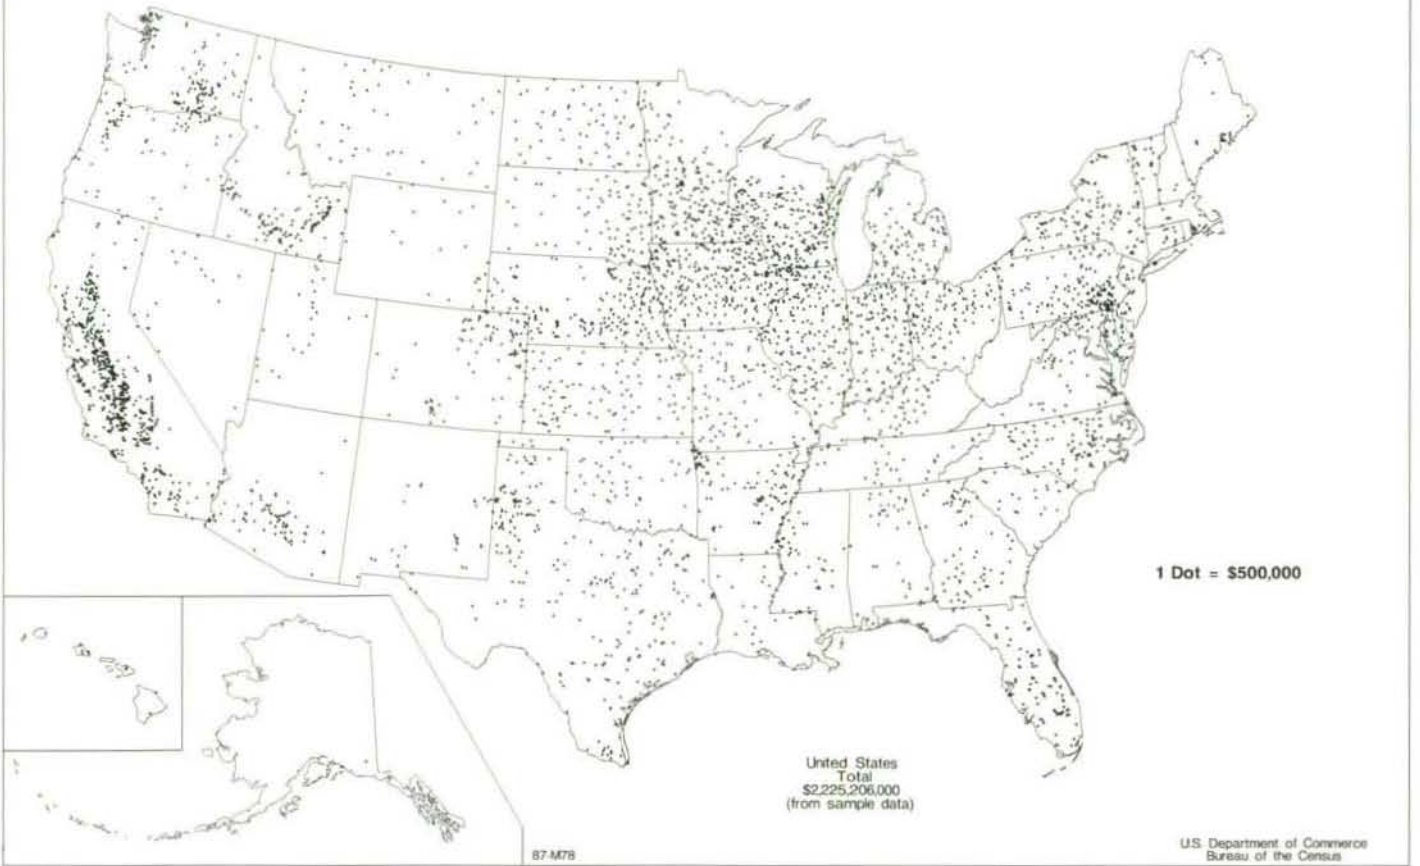 1 Dot = $500,000
United States
Total
$2,225,206,000
(from sample data)
87-M78
U.S. Department of Commerce
Bureau of the Census